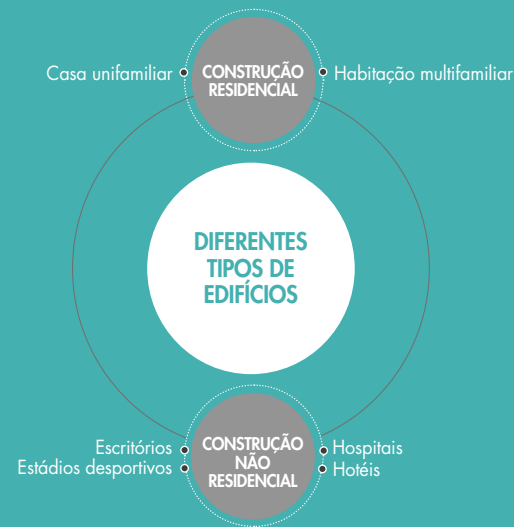 Casa unifamiliar
CONSTRUÇÃO
RESIDENCIAL
Habitação multifamiliar
DIFERENTES
TIPOS DE
EDIFÍCIOS
Escritórios
Estádios desportivos
CONSTRUÇÃO
NÃO
RESIDENCIAL
Hospitais
Hotéis